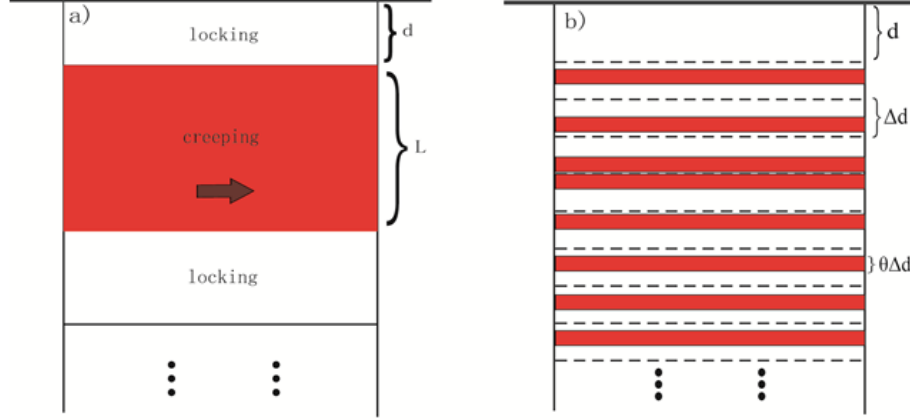 a)
locking
d
creeping
L
locking
b)
d
Δd
θΔd